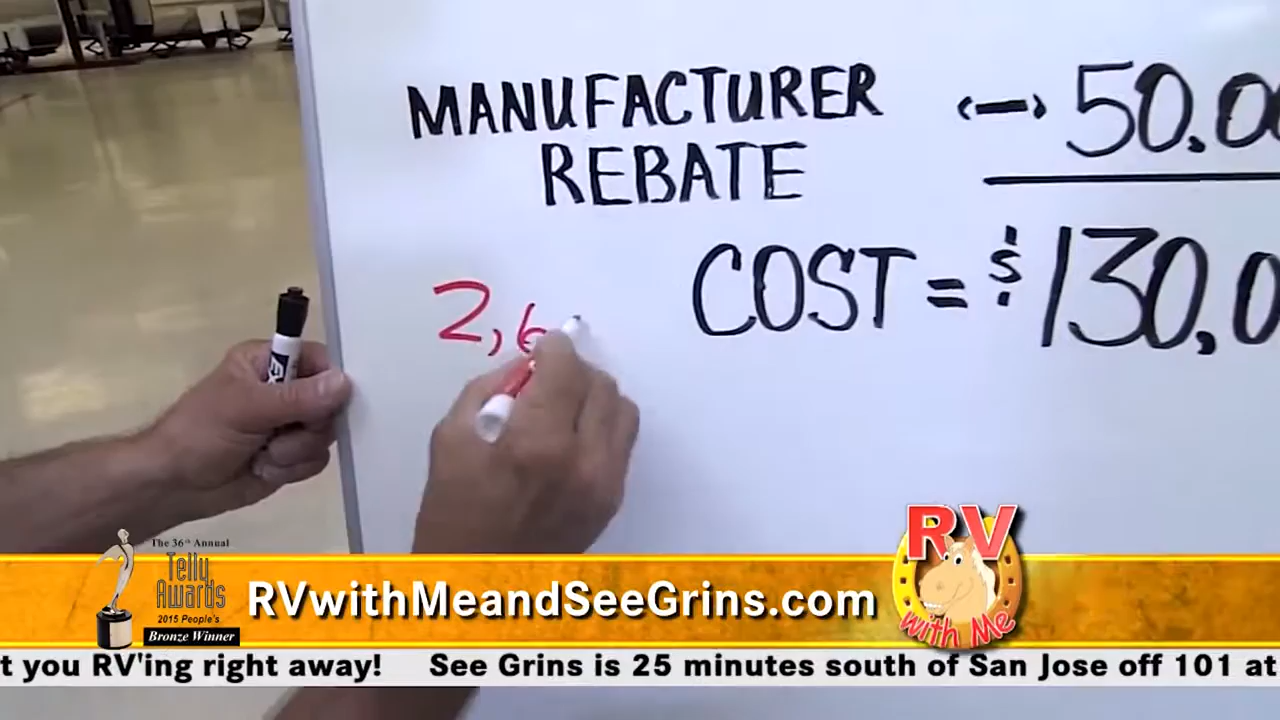 MANUFACTURER <-> 50.0
REBATE
COST = $130,0
2,6
The 36th Annual
Telly
Awards
2015 People's
Bronze Winner
RVwithMeandSeeGrins.com
RV
with Me
t you RV'ing right away! See Grins is 25 minutes south of San Jose off 101 at